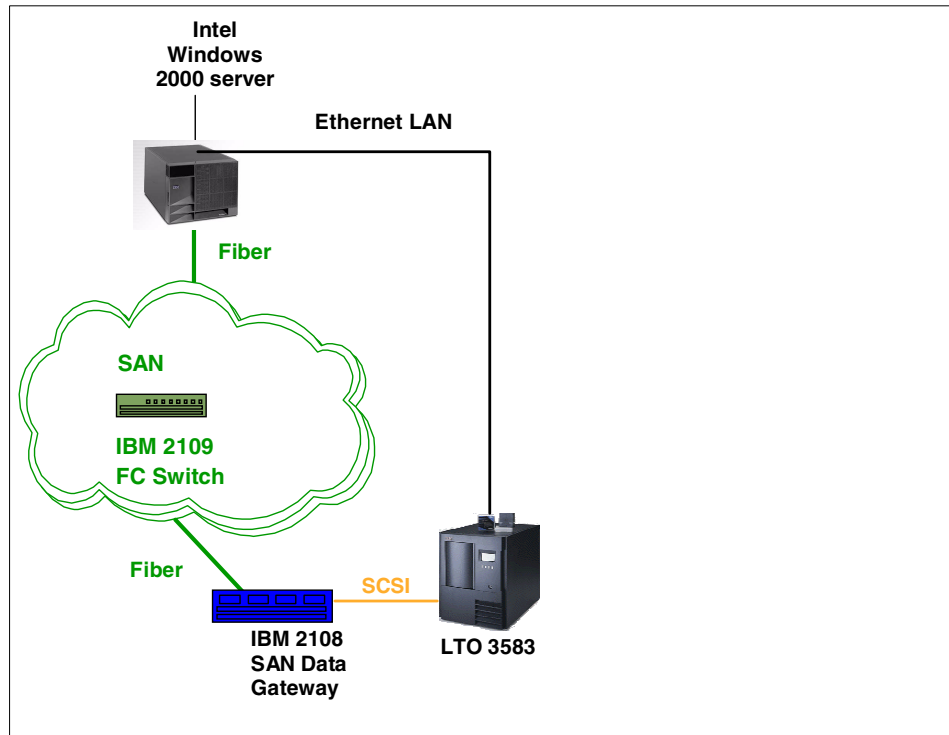 Intel
Windows
2000 server
Ethernet LAN
Fiber
SAN
IBM 2109
FC Switch
Fiber
SCSI
IBM 2108
SAN Data
Gateway
LTO 3583